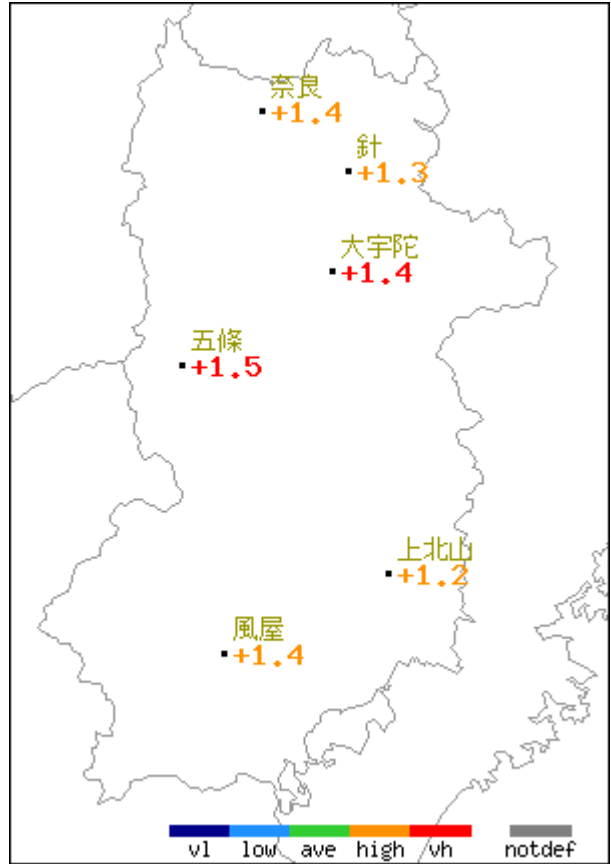 奈良
+1.4
針
+1.3
大宇陀
+1.4
五條
+1.5
上北山
+1.2
風屋
+1.4
vl low ave high vh notdef